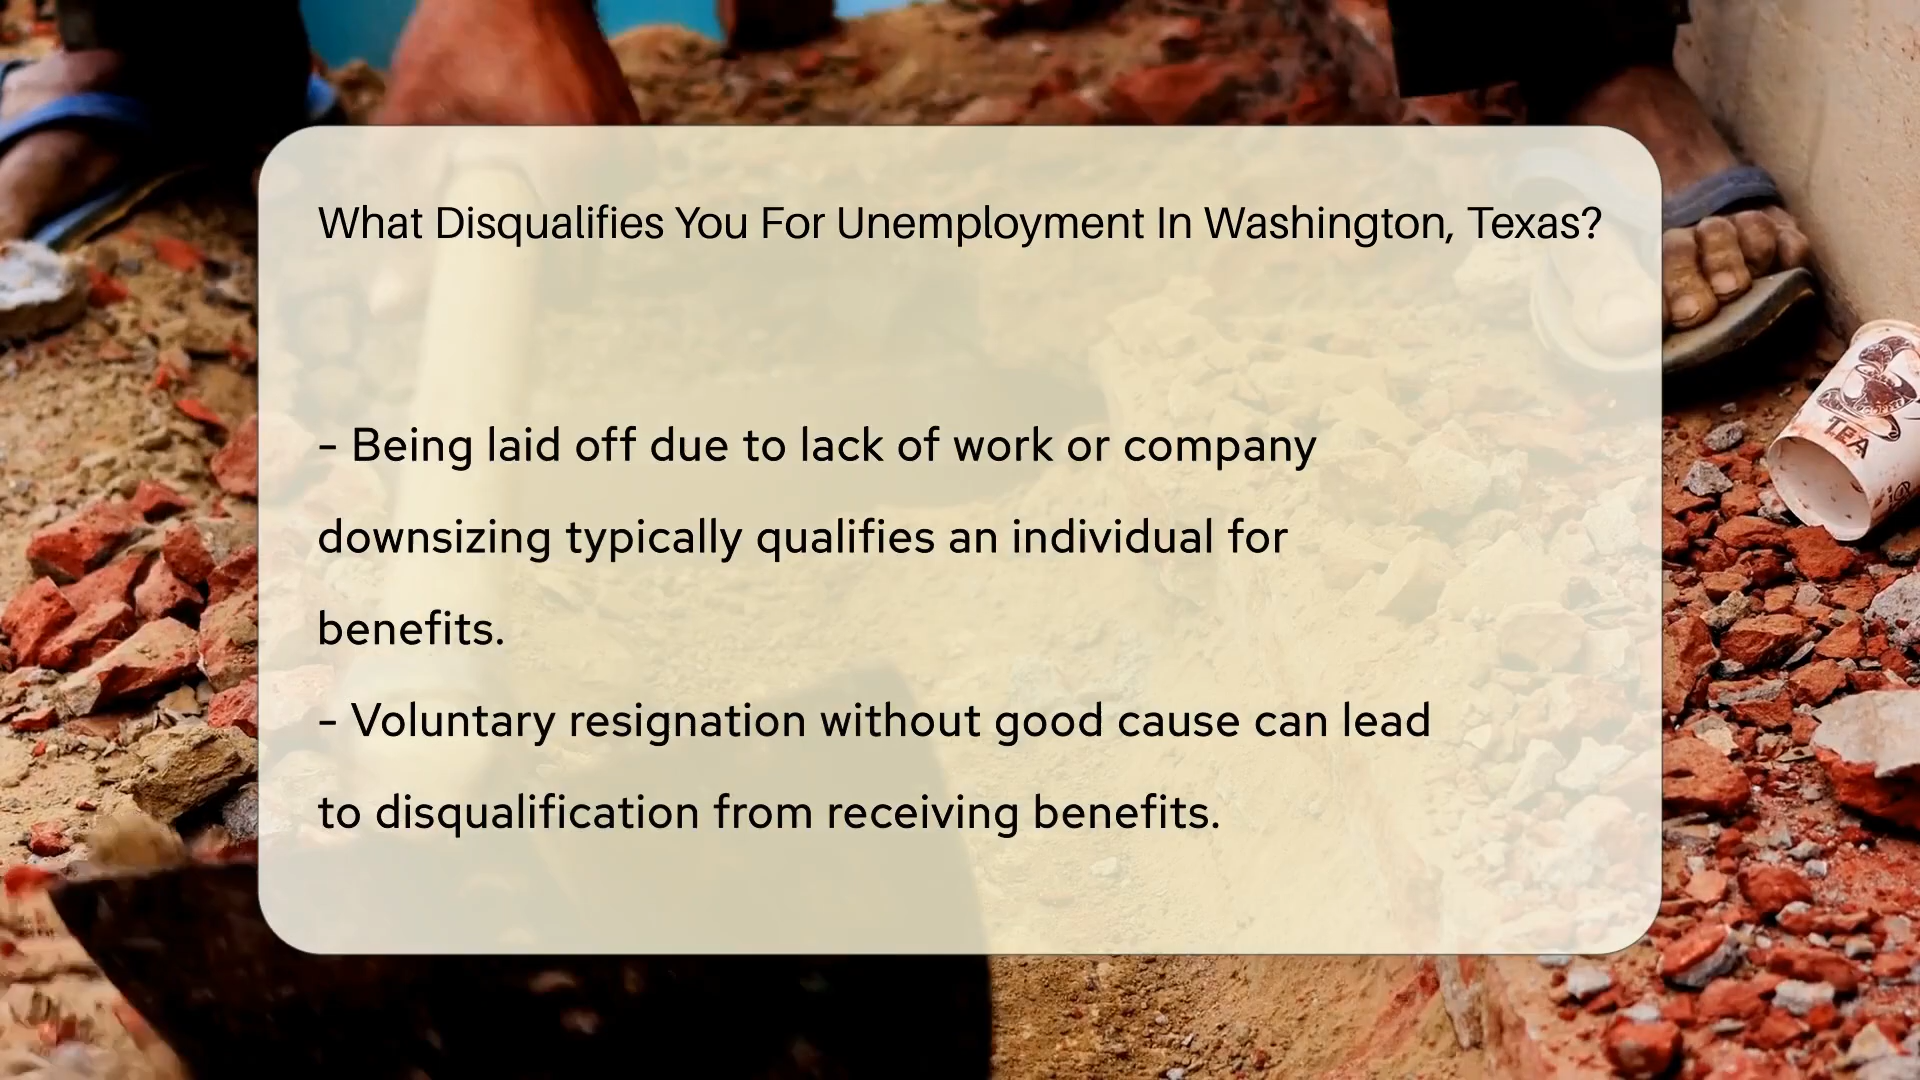 What Disqualifies You For Unemployment In Washington, Texas?
– Being laid off due to lack of work or company
downsizing typically qualifies an individual for
benefits.
– Voluntary resignation without good cause can lead
to disqualification from receiving benefits.
TEA